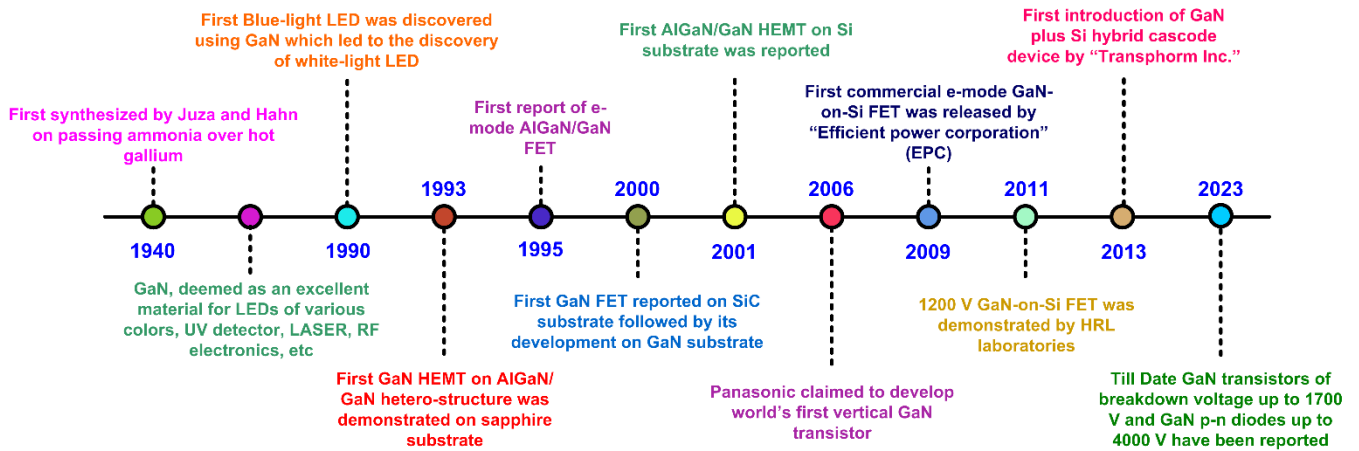 First synthesized by Juza and Hahn
on passing ammonia over hot
gallium
1940
GaN, deemed as an excellent
material for LEDs of various
colors, UV detector, LASER, RF
electronics, etc
First Blue-light LED was discovered
using GaN which led to the discovery
of white-light LED
1990
1993
First GaN HEMT on AlGaN/
GaN hetero-structure was
demonstrated on sapphire
substrate
First report of e-
mode AlGaN/GaN
FET
1995
2000
First GaN FET reported on SiC
substrate followed by its
development on GaN substrate
First AlGaN/GaN HEMT on Si
substrate was reported
2001
2006
Panasonic claimed to develop
world's first vertical GaN
transistor
First commercial e-mode GaN-
on-Si FET was released by
“Efficient power corporation”
(EPC)
2009
2011
1200 V GaN-on-Si FET was
demonstrated by HRL
laboratories
First introduction of GaN
plus Si hybrid cascode
device by “Transphorm Inc.”
2013
2023
Till Date GaN transistors of
breakdown voltage up to 1700
V and GaN p-n diodes up to
4000 V have been reported